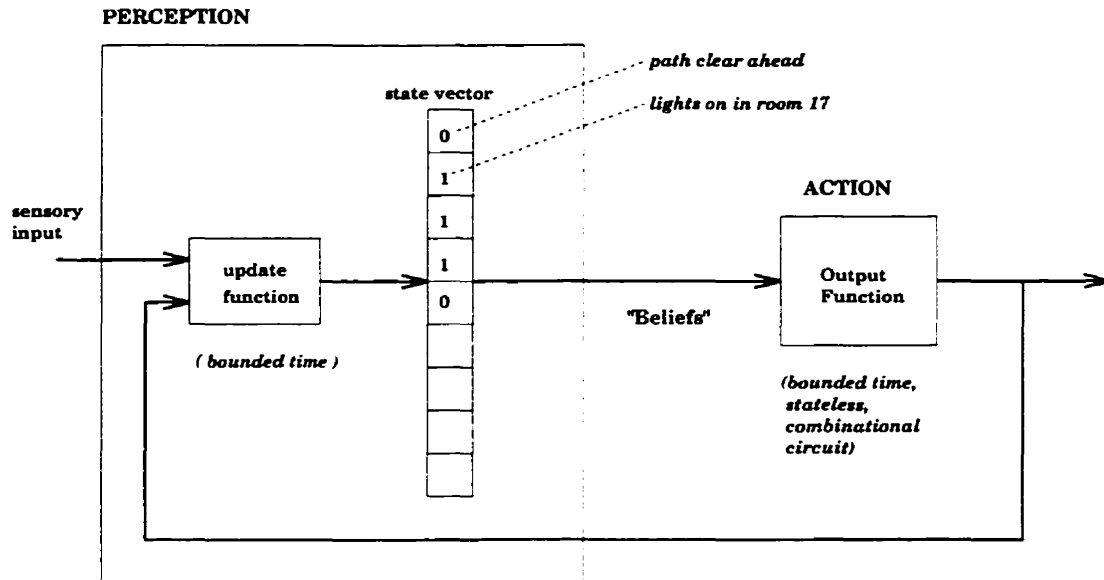 PERCEPTION
path clear ahead
state vector
lights on in room 17
0
1
ACTION
sensory
input
1
update
function
1
Output
Function
0
"Beliefs"
( bounded time )
(bounded time,
stateless,
combinational
circuit)